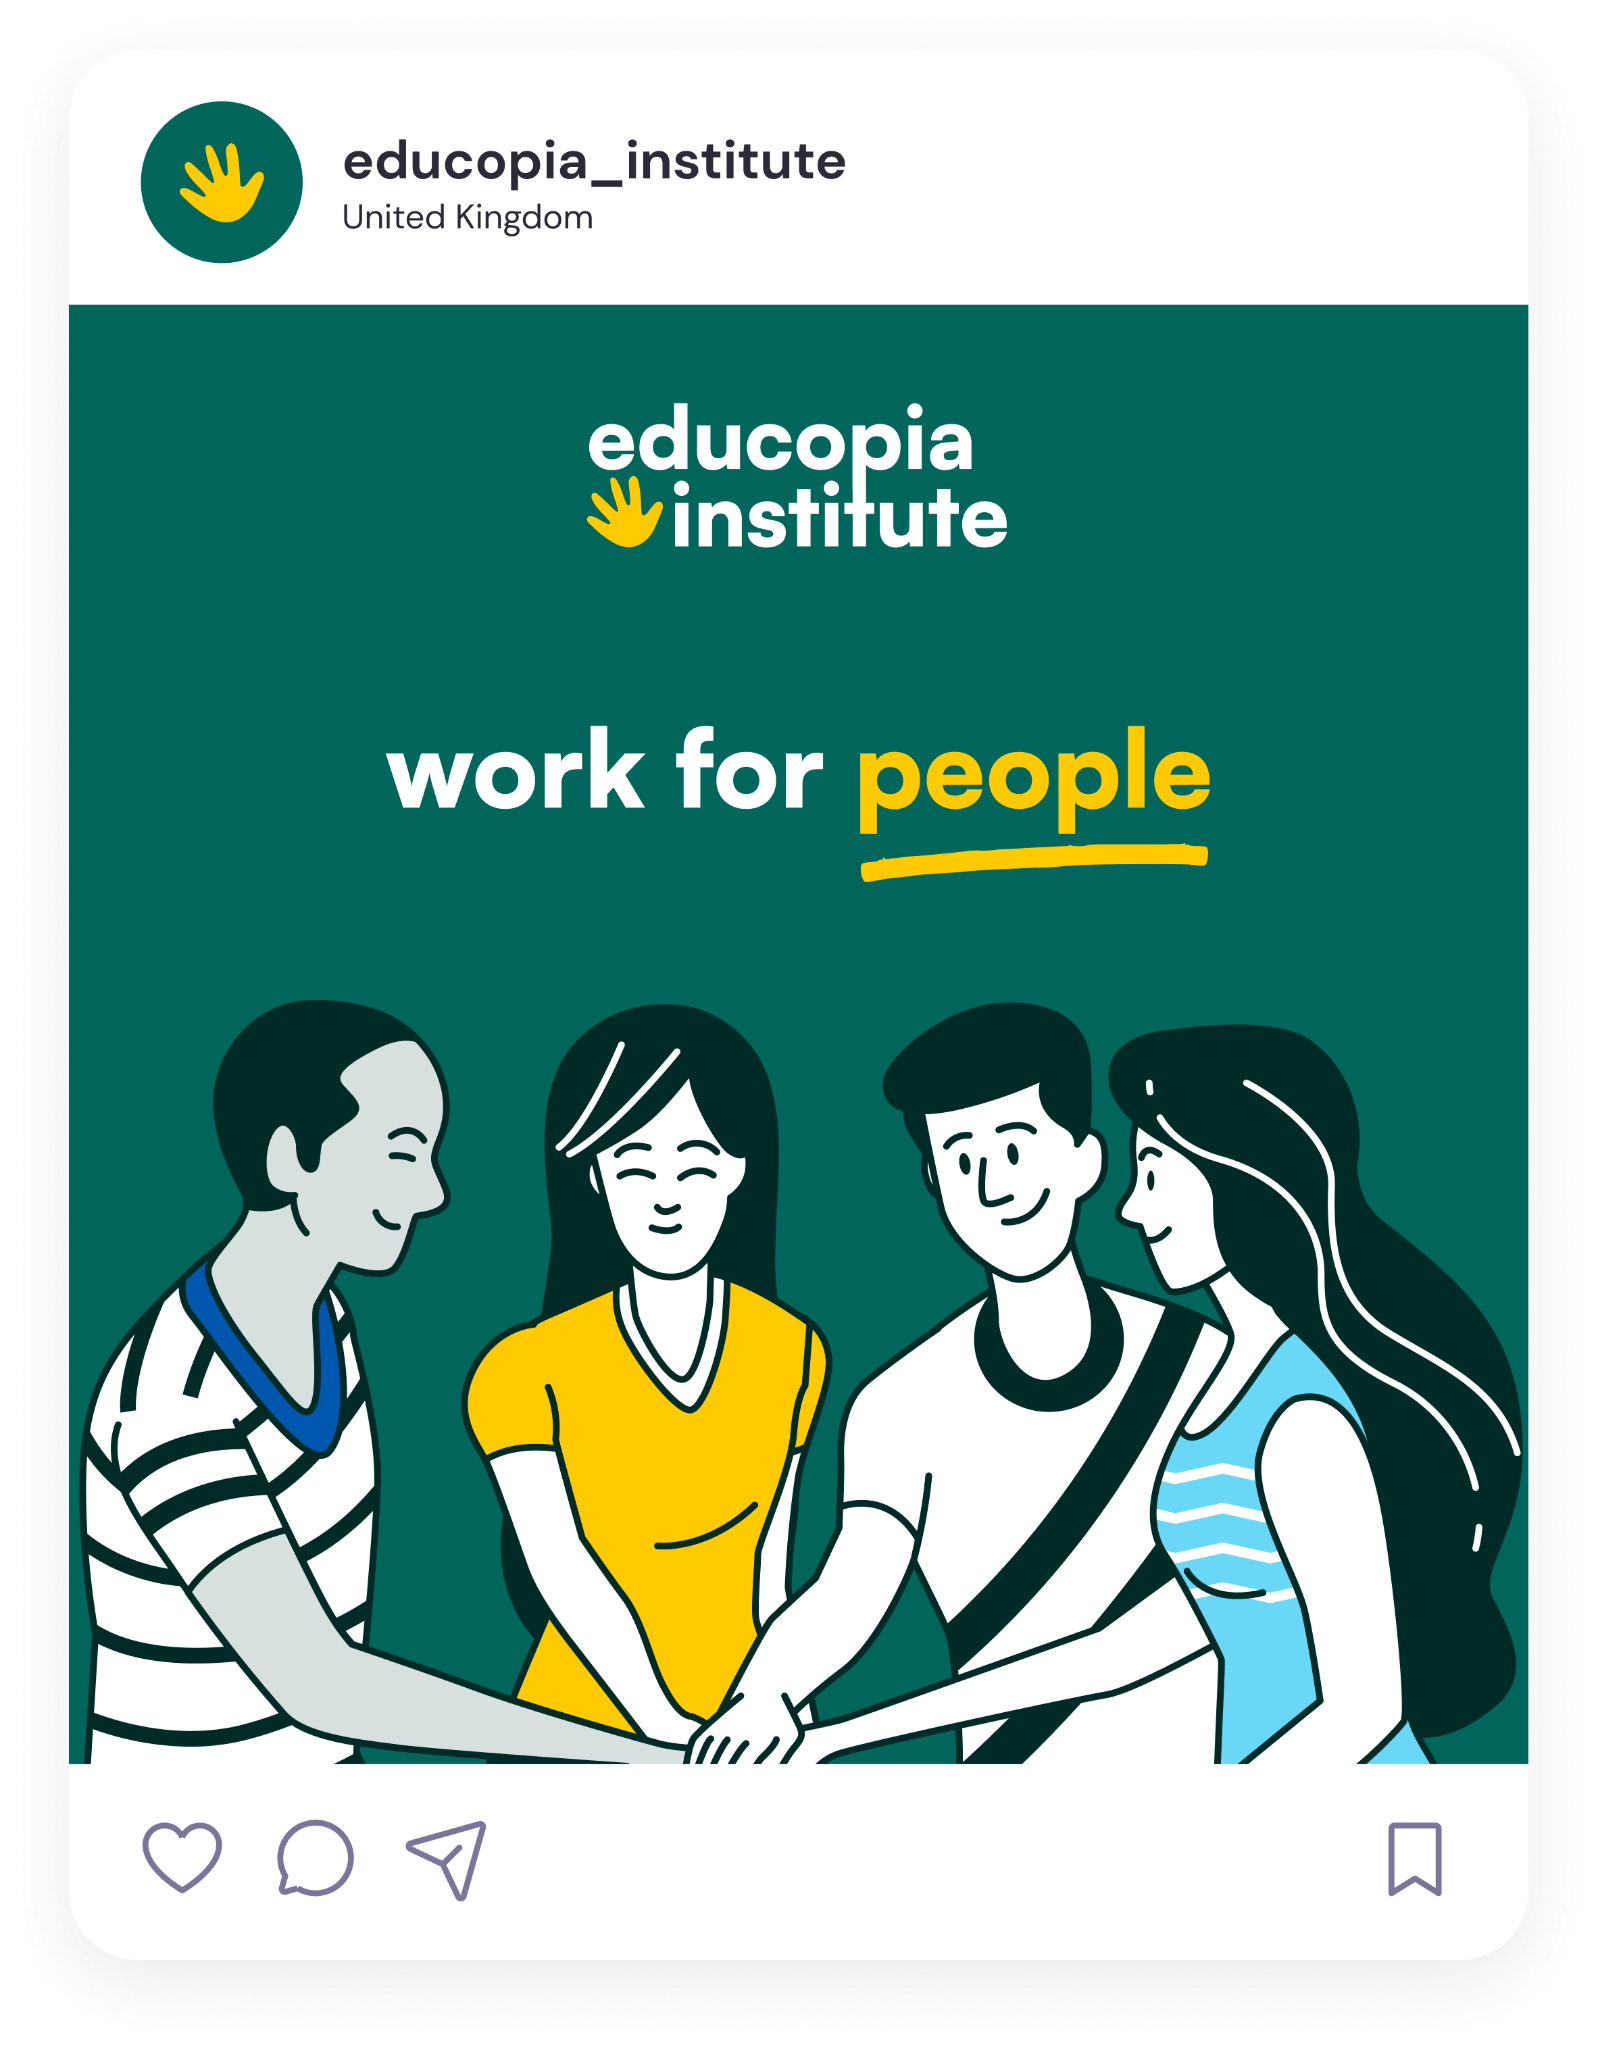 educopia_institute
United Kingdom
educopia
institute
work for people